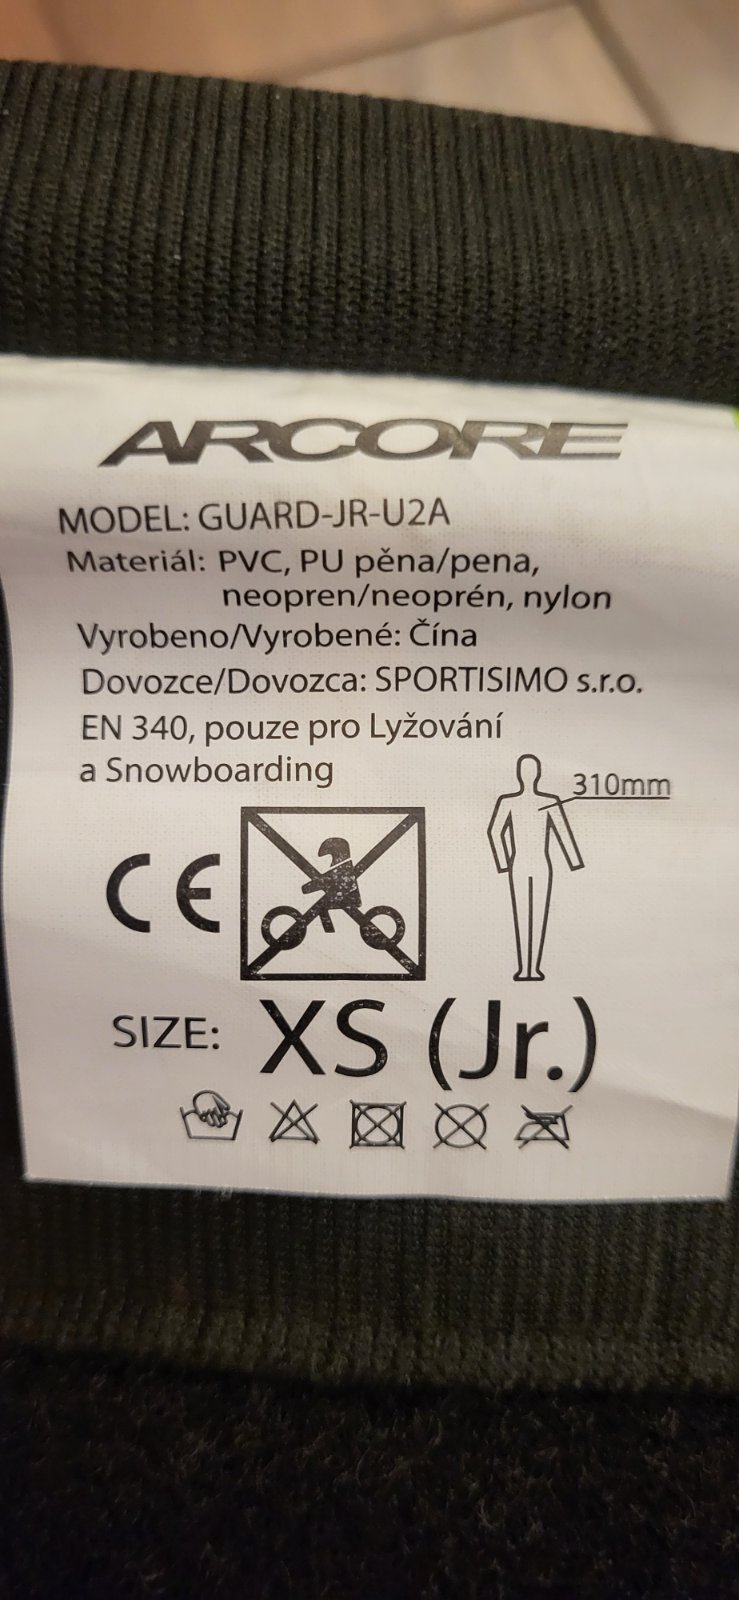 ARCORE
MODEL: GUARD-JR-U2A
Materiál: PVC, PU pěna/pena,
neopren/neoprén, nylon
Vyrobeno/Vyrobené: Čína
Dovozce/Dovozca: SPORTISIMO s.r.o.
EN 340, pouze pro Lyžování
a Snowboarding
310mm
CE
SIZE: XS (Jr.)